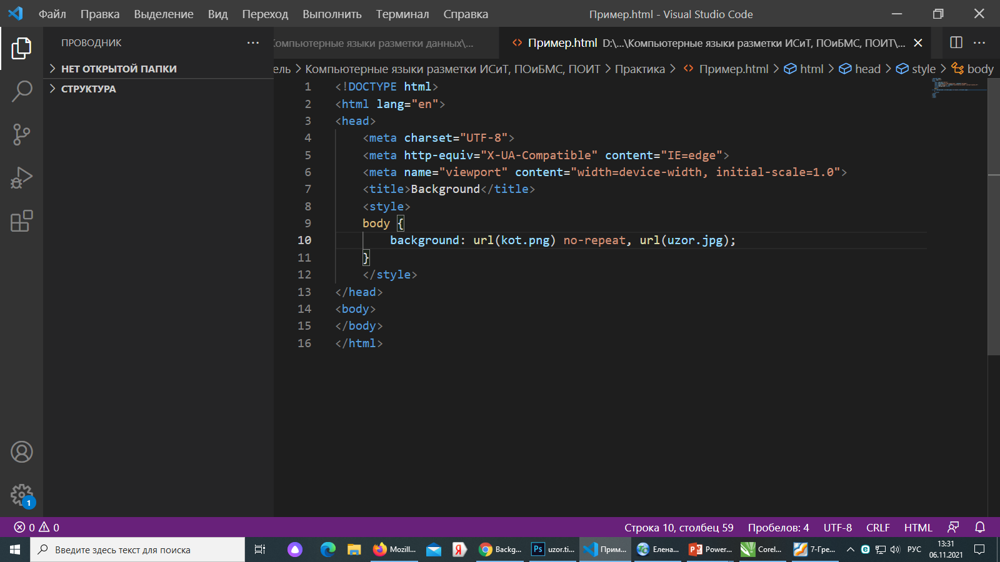 Файл Правка Выделение Вид Переход Выполнить Терминал Справка Пример.html - Visual Studio Code
ПРОВОДНИК ···
Компьютерные языки разметки данных\...
Пример.html D:\...\Компьютерные языки разметки ИСиТ, ПОиБМС, ПОИТ\...
НЕТ ОТКРЫТОЙ ПАПКИ
СТРУКТУРА
ель > Компьютерные языки разметки ИСиТ, ПОиБМС, ПОИТ > Практика > Пример.html > html > head > style > body
1 <!DOCTYPE html>
2 <html lang="en">
3 <head>
4 <meta charset="UTF-8">
5 <meta http-equiv="X-UA-Compatible" content="IE=edge">
6 <meta name="viewport" content="width=device-width, initial-scale=1.0">
7 <title>Background</title>
8 <style>
9 body {
10 background: url(kot.png) no-repeat, url(uzor.jpg);
11 }
12 </style>
13 </head>
14 <body>
15 </body>
16 </html>
1
0 0 Строка 10, столбец 59 Пробелов: 4 UTF-8 CRLF HTML
Введите здесь текст для поиска
Mozill...
Backg...
Ps uzor.ti...
Прим...
Елена...
Power...
Corel...
7-Гре...
РУС
13:31
06.11.2021